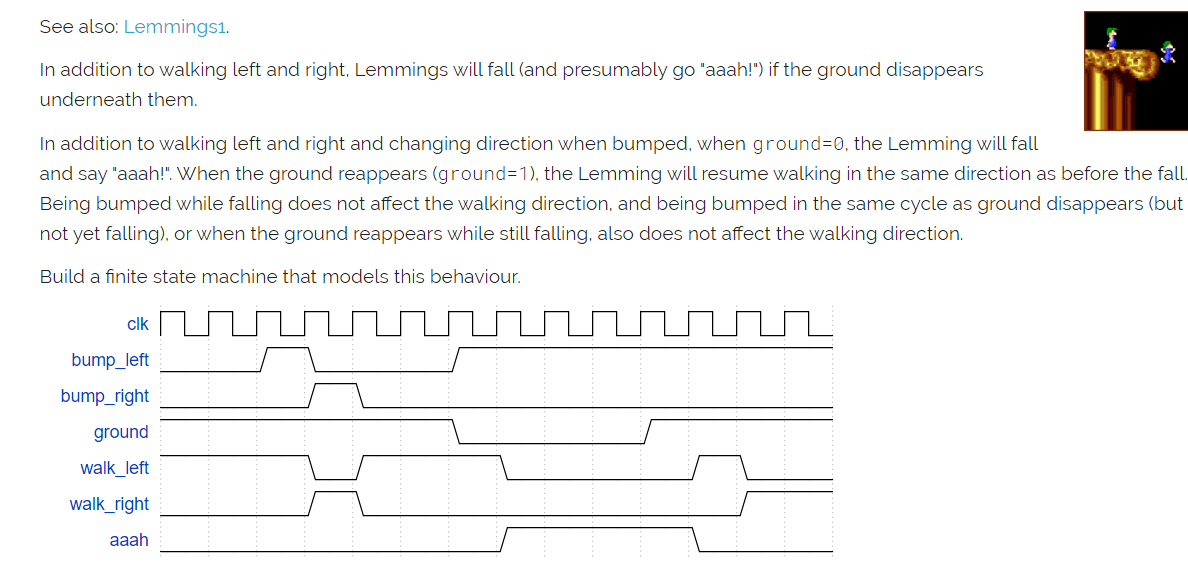 See also: Lemmings1.
In addition to walking left and right, Lemmings will fall (and presumably go "aaah!") if the ground disappears
underneath them.
In addition to walking left and right and changing direction when bumped, when ground=0, the Lemming will fall
and say "aaah!". When the ground reappears (ground=1), the Lemming will resume walking in the same direction as before the fall.
Being bumped while falling does not affect the walking direction, and being bumped in the same cycle as ground disappears (but
not yet falling), or when the ground reappears while still falling, also does not affect the walking direction.
Build a finite state machine that models this behaviour.
clk
bump_left
bump_right
ground
walk_left
walk_right
aaah